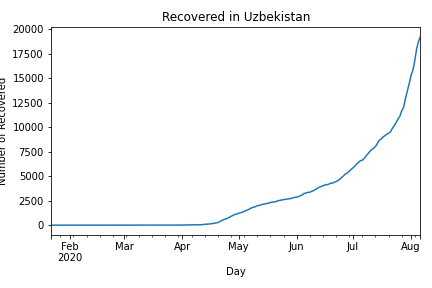 Recovered in Uzbekistan
Number of Recovered
20000
17500
15000
12500
10000
7500
5000
2500
0
Feb
2020
Mar
Apr
May
Jun
Jul
Aug
Day